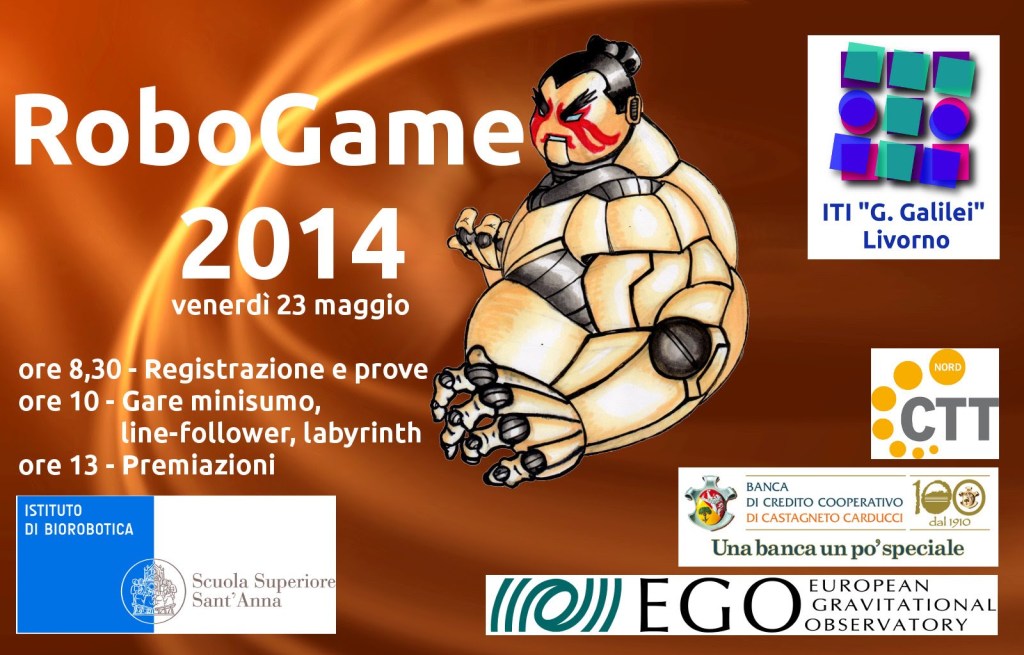 RoboGame
2014
venerdì 23 maggio
ore 8,30 - Registrazione e prove
ore 10 - Gare minisumo,
line-follower, labyrinth
ore 13 - Premiazioni
ITI "G. Galilei"
Livorno
NORD
CTT
BANCA
DI CREDITO COOPERATIVO
DI CASTAGNETO CARDUCCI
100
dal 1910
Una banca un po' speciale
ISTITUTO
DI BIOROBOTICA
Scuola Superiore
Sant'Anna
EGO
EUROPEAN
GRAVITATIONAL
OBSERVATORY